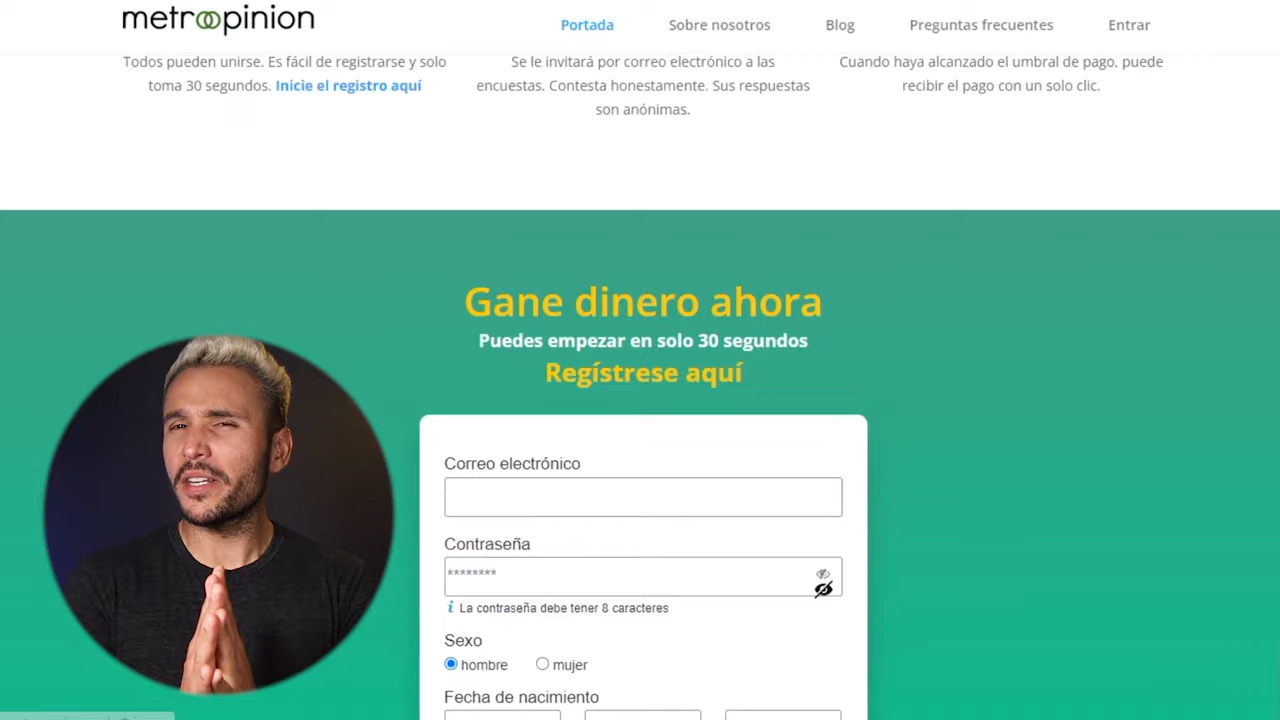 metroopinion
Portada
Sobre nosotros
Blog
Preguntas frecuentes
Entrar
Todos pueden unirse. Es fácil de registrarse y solo
toma 30 segundos. Inicie el registro aquí
Se le invitará por correo electrónico a las
encuestas. Contesta honestamente. Sus respuestas
son anónimas.
Cuando haya alcanzado el umbral de pago, puede
recibir el pago con un solo clic.
Gane dinero ahora
Puedes empezar en solo 30 segundos
Regístrese aquí
Correo electrónico
Contraseña
********
i La contraseña debe tener 8 caracteres
Sexo
hombre
mujer
Fecha de nacimiento